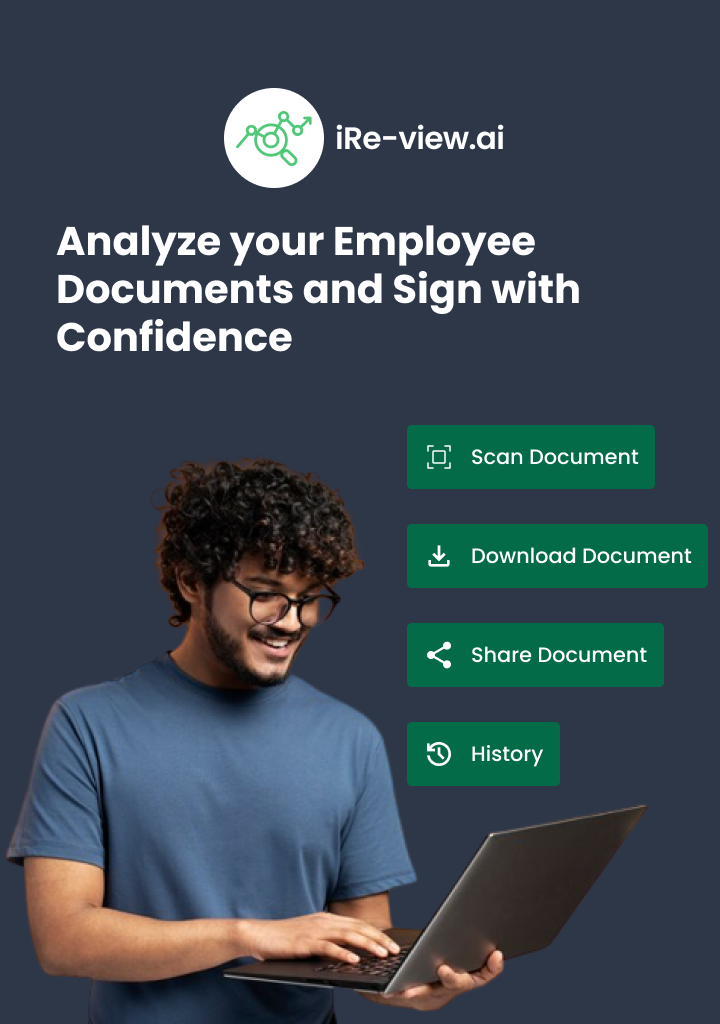 iRe-view.ai
Analyze your Employee
Documents and Sign with
Confidence
Scan Document
Download Document
Share Document
History